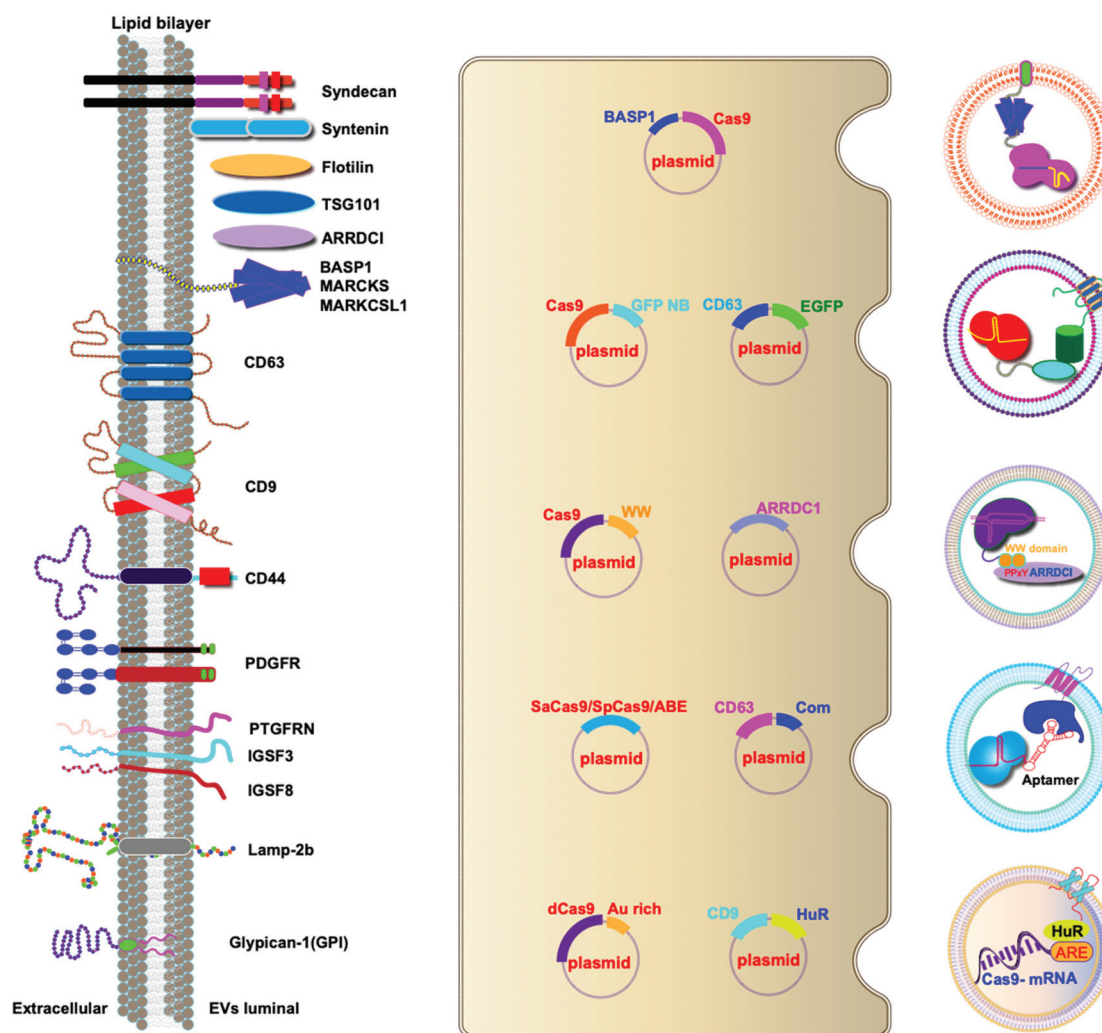 Lipid bilayer
Syndecan
Syntenin
Flotilin
TSG101
ARRDCI
BASP1
MARCKS
MARKCSL1
CD63
CD9
CD44
PDGFR
PTGFRN
IGSF3
IGSF8
Lamp-2b
Glypican-1(GPI)
Extracellular
EVs luminal
BASP1
Cas9
plasmid
Cas9
GFP NB
plasmid
CD63
EGFP
plasmid
Cas9
WW
plasmid
ARRDC1
plasmid
SaCas9/SpCas9/ABE
plasmid
CD63
Com
plasmid
dCas9
Au rich
plasmid
CD9
HuR
plasmid
WW domain
PPxY ARRDCI
Aptamer
HuR
ARE
Cas9- mRNA